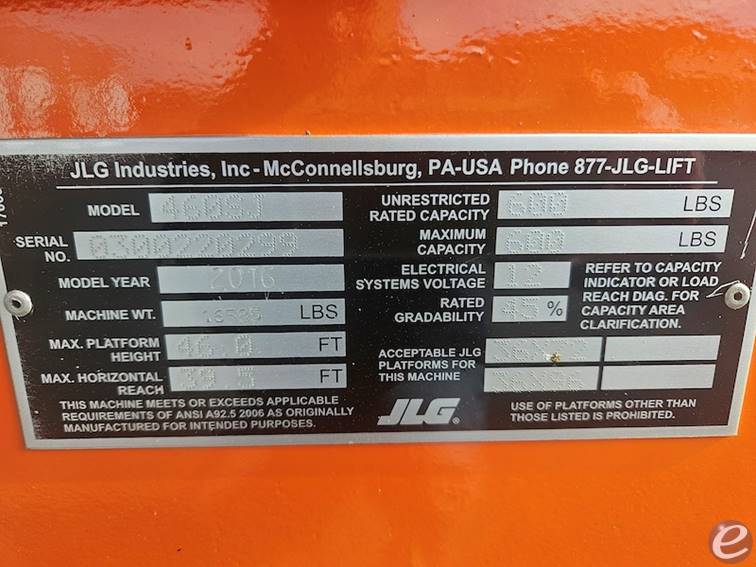 JLG Industries, Inc - McConnellsburg, PA-USA Phone 877-JLG-LIFT
MODEL 460SJ
SERIAL NO. 0300220299
MODEL YEAR 2016
MACHINE WT. LBS
MAX. PLATFORM HEIGHT 46.0 FT
MAX. HORIZONTAL REACH 39.5 FT
THIS MACHINE MEETS OR EXCEEDS APPLICABLE
REQUIREMENTS OF ANSI A92.5 2006 AS ORIGINALLY
MANUFACTURED FOR INTENDED PURPOSES.
UNRESTRICTED RATED CAPACITY 600 LBS
MAXIMUM CAPACITY 600 LBS
ELECTRICAL SYSTEMS VOLTAGE 12
RATED GRADABILITY 45 %
REFER TO CAPACITY
INDICATOR OR LOAD
REACH DIAG. FOR
CAPACITY AREA
CLARIFICATION.
ACCEPTABLE JLG
PLATFORMS FOR
THIS MACHINE
36X72
36X96
JLG®
USE OF PLATFORMS OTHER THAN
THOSE LISTED IS PROHIBITED.
e